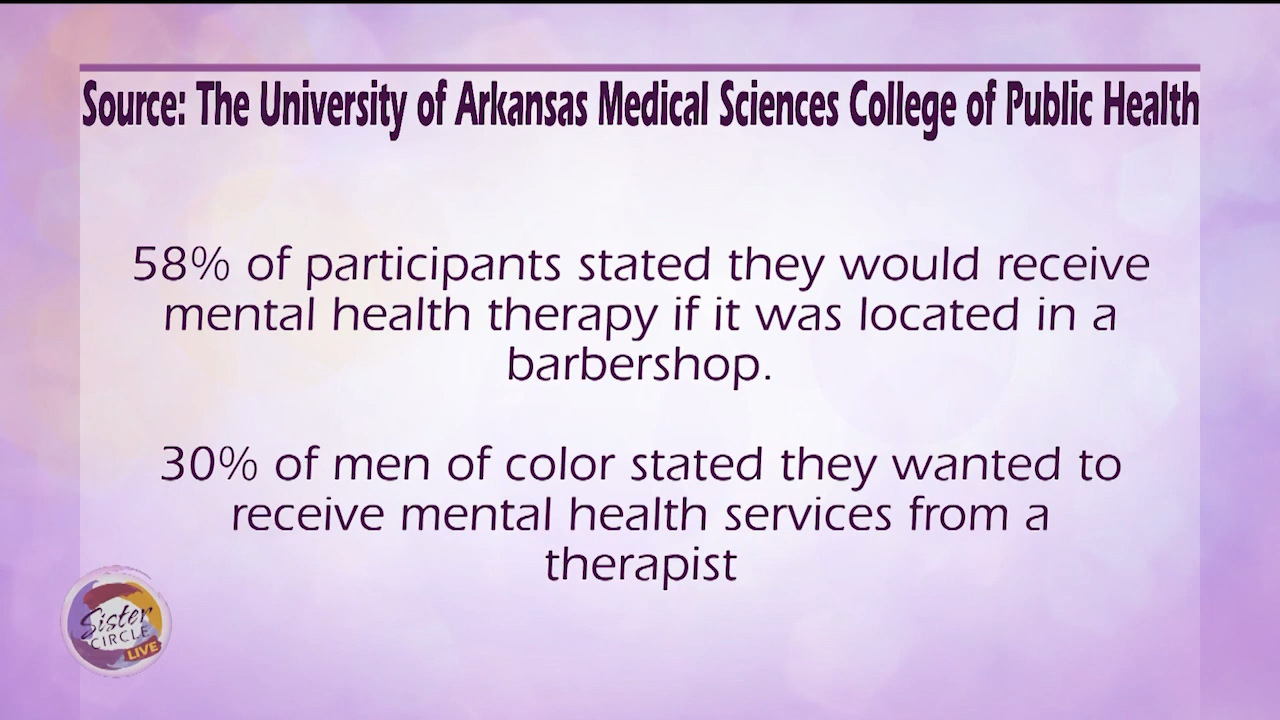 Source: The University of Arkansas Medical Sciences College of Public Health
58% of participants stated they would receive
mental health therapy if it was located in a
barbershop.
30% of men of color stated they wanted to
receive mental health services from a
therapist
Sister
CIRCLE
LIVE